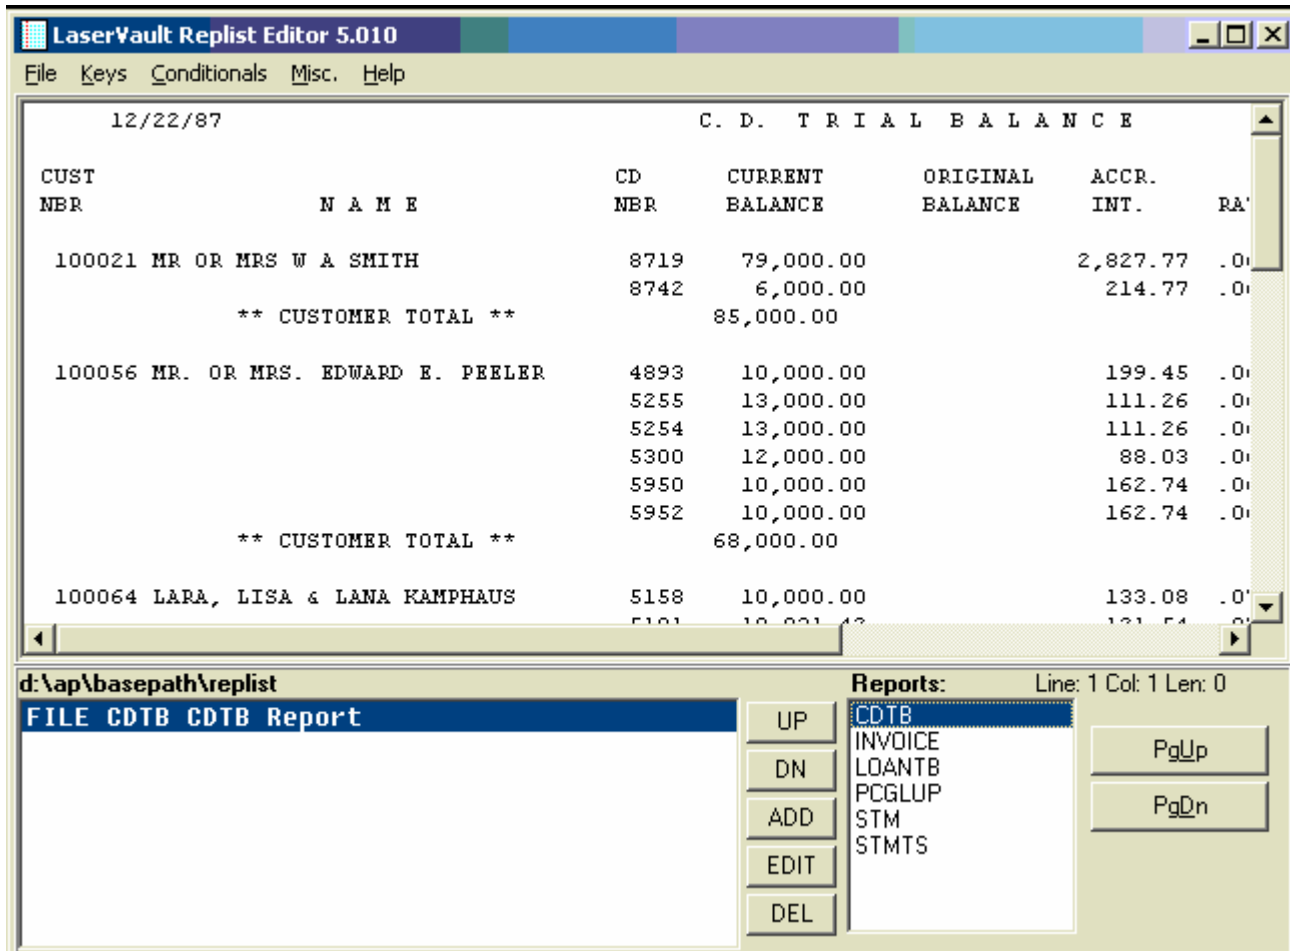 LaserVault Replist Editor 5.010
File Keys Conditionals Misc. Help
12/22/87 C. D. T R I A L B A L A N C E
CUST CD CURRENT ORIGINAL ACCR.
NBR N A M E NBR BALANCE BALANCE INT.
100021 MR OR MRS W A SMITH 8719 79,000.00 2,827.77
8742 6,000.00 214.77
** CUSTOMER TOTAL ** 85,000.00
100056 MR. OR MRS. EDWARD E. PEELER 4893 10,000.00 199.45
5255 13,000.00 111.26
5254 13,000.00 111.26
5300 12,000.00 88.03
5950 10,000.00 162.74
5952 10,000.00 162.74
** CUSTOMER TOTAL ** 68,000.00
100064 LARA, LISA & LANA KAMPHAUS 5158 10,000.00 133.08
d:\ap\basepath\replist
FILE CDTB CDTB Report
UP
DN
ADD
EDIT
DEL
Reports:
CDTB
INVOICE
LOANTB
PCGLUP
STM
STMTS
Line: 1 Col: 1 Len: 0
PgUp
PgDn